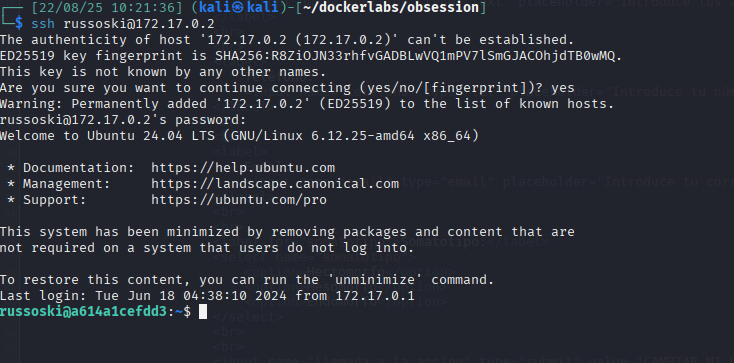 [22/08/25 10:21:36] (kali㉿kali)-[~/dockerlabs/obsession]
$ ssh russoski@172.17.0.2
The authenticity of host '172.17.0.2 (172.17.0.2)' can't be established.
ED25519 key fingerprint is SHA256:R8ZiOJN33rhfvGADBLwVQ1mPV7lSmGJACOhjdTB0wMQ.
This key is not known by any other names.
Are you sure you want to continue connecting (yes/no/[fingerprint])? yes
Warning: Permanently added '172.17.0.2' (ED25519) to the list of known hosts.
russoski@172.17.0.2's password:
Welcome to Ubuntu 24.04 LTS (GNU/Linux 6.12.25-amd64 x86_64)
* Documentation: https://help.ubuntu.com
* Management: https://landscape.canonical.com
* Support: https://ubuntu.com/pro
This system has been minimized by removing packages and content that are
not required on a system that users do not log into.
To restore this content, you can run the 'unminimize' command.
Last login: Tue Jun 18 04:38:10 2024 from 172.17.0.1
russoski@a614a1cefdd3:~$